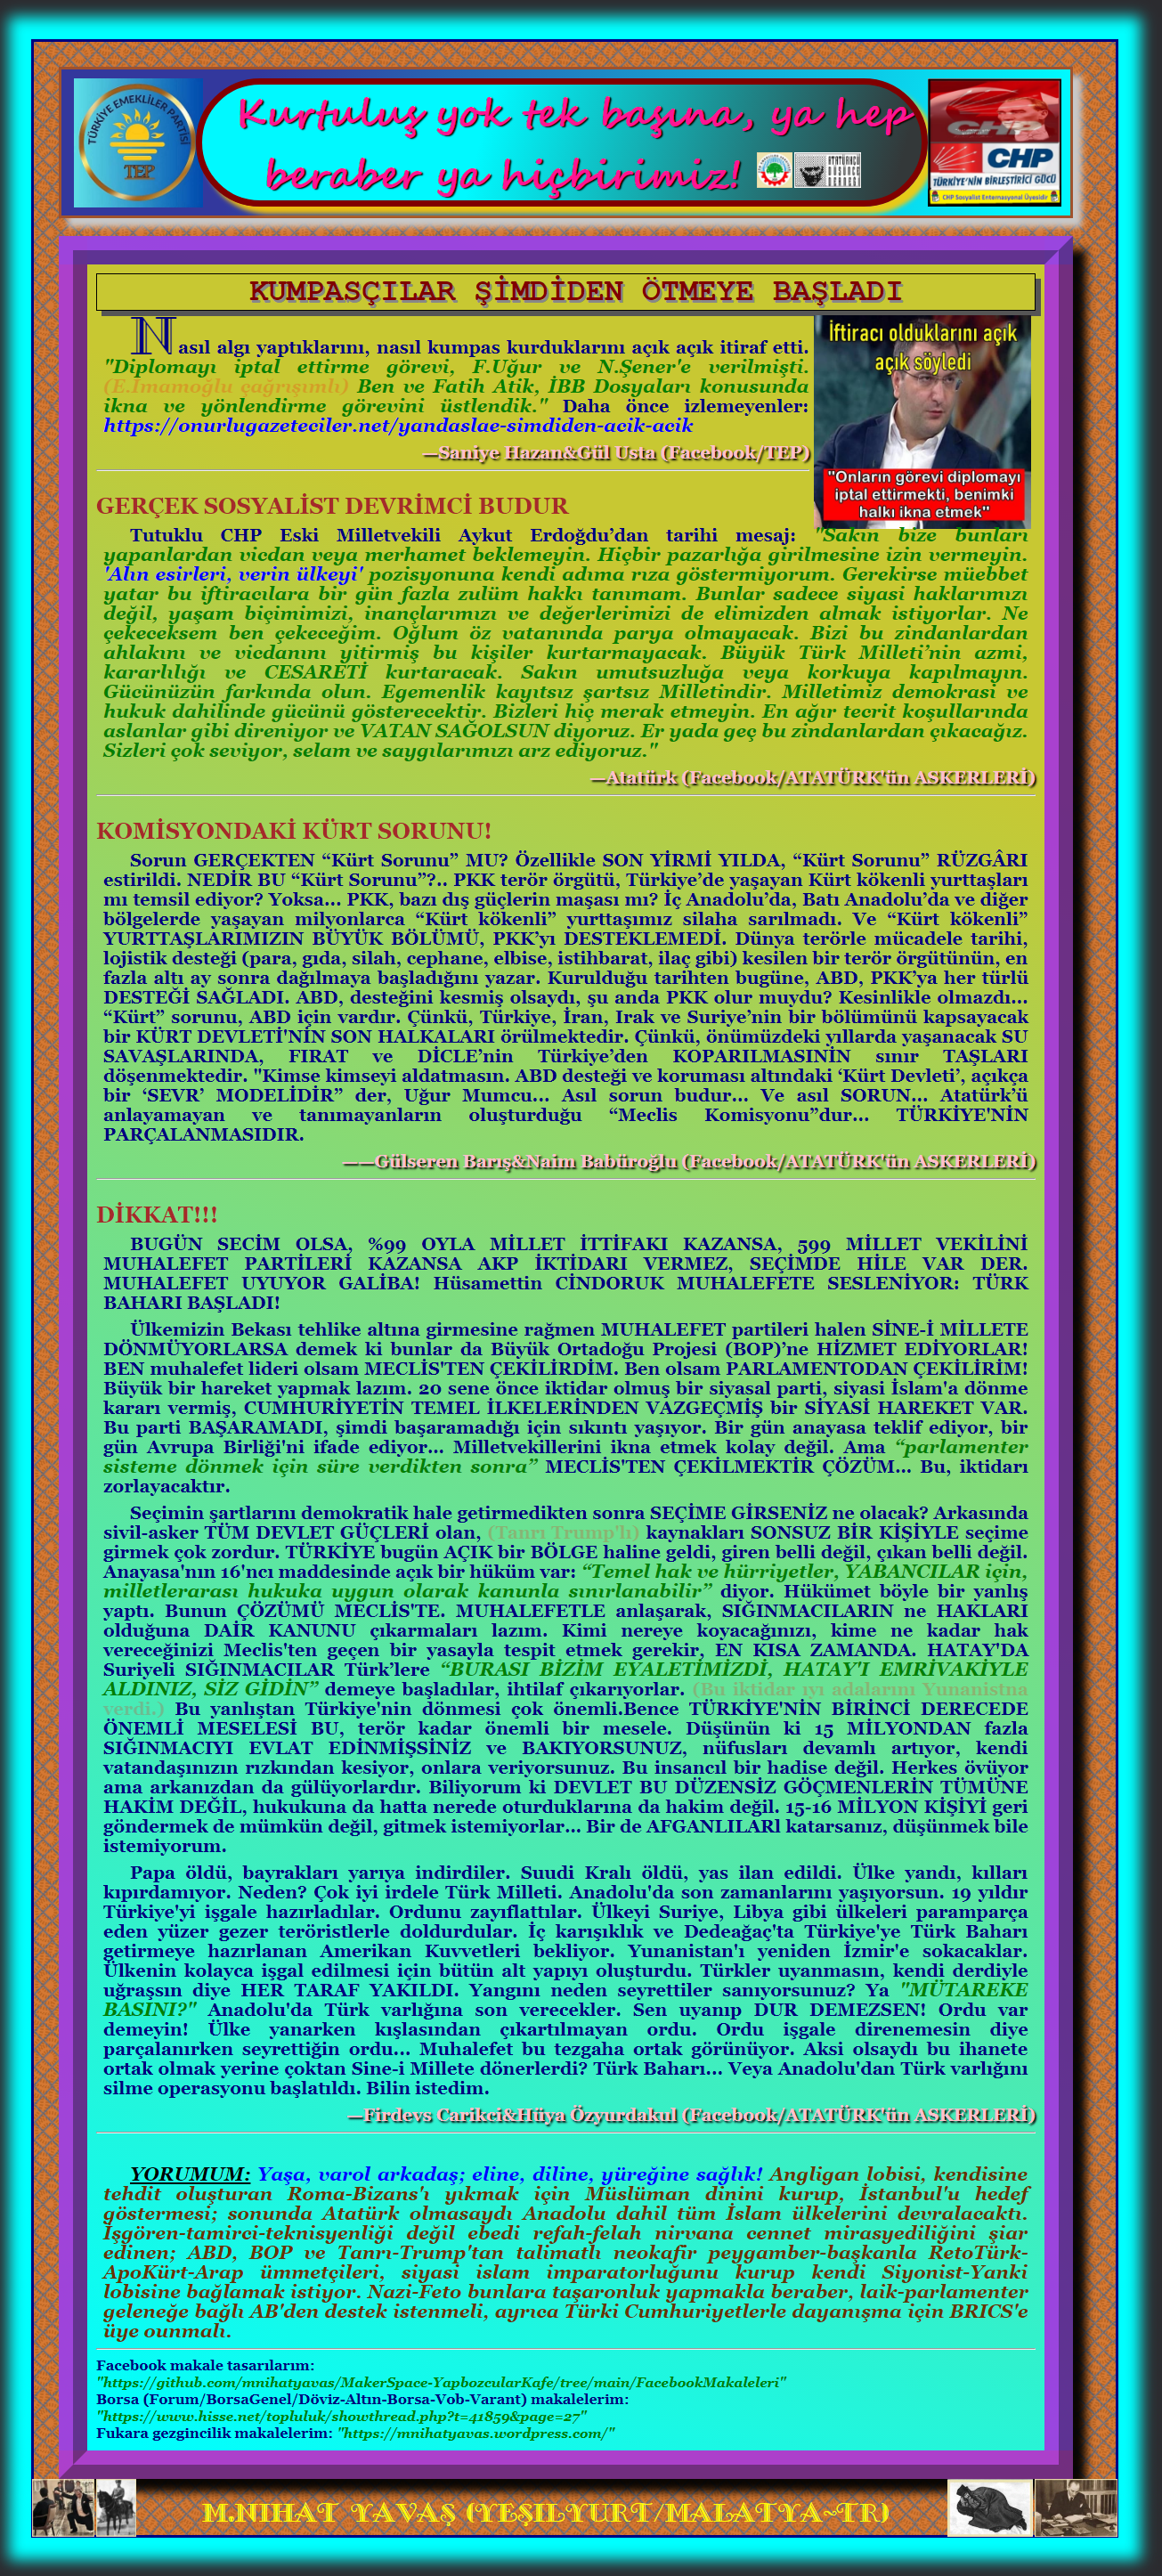 TÜRKİYE EMEKLİLER PARTİSİ
TEP
Kurtuluş yok tek başına, ya hep
beraber ya hiçbirimiz!
ATATÜRKÇÜ
DÜŞÜNCE
DERNEĞİ
CHP
CHP
TÜRKİYE'NİN BİRLEŞTİRİCİ GÜCÜ
CHP Sosyalist Enternasyonal Üyesidir
KUMPASÇILAR ŞİMDİDEN ÖTMEYE BAŞLADI
Nasıl algı yaptıklarını, nasıl kumpas kurduklarını açık açık itiraf etti.
"Diplomayı iptal ettirme görevi, F.Uğur ve N.Şener'e verilmişti.
(E.İmamoğlu çağrışımlı) Ben ve Fatih Atik, İBB Dosyaları konusunda
ikna ve yönlendirme görevini üstlendik." Daha önce izlemeyenler:
https://onurlugazeteciler.net/yandaslae-simdiden-acik-acik
—Saniye Hazan&Gül Usta (Facebook/TEP)
İftiracı olduklarını açık
açık söyledi
"Onların görevi diplomayı
iptal ettirmekti, benimki
halkı ikna etmek"
GERÇEK SOSYALİST DEVRİMCİ BUDUR
Tutuklu CHP Eski Milletvekili Aykut Erdoğdu’dan tarihi mesaj: "Sakın bize bunları
yapanlardan vicdan veya merhamet beklemeyin. Hiçbir pazarlığa girilmesine izin vermeyin.
'Alın esirleri, verin ülkeyi' pozisyonuna kendi adıma rıza göstermiyorum. Gerekirse müebbet
yatar bu iftiracılara bir gün fazla zulüm hakkı tanımam. Bunlar sadece siyasi haklarımızı
değil, yaşam biçimimizi, inançlarımızı ve değerlerimizi de elimizden almak istiyorlar. Ne
çekeceksem ben çekeceğim. Oğlum öz vatanında parya olmayacak. Bizi bu zindanlardan
ahlakını ve vicdanını yitirmiş bu kişiler kurtarmayacak. Büyük Türk Milleti’nin azmi,
kararlılığı ve CESARETİ kurtaracak. Sakın umutsuzluğa veya korkuya kapılmayın.
Gücünüzün farkında olun. Egemenlik kayıtsız şartsız Milletindir. Milletimiz demokrasi ve
hukuk dahilinde gücünü gösterecektir. Bizleri hiç merak etmeyin. En ağır tecrit koşullarında
aslanlar gibi direniyor ve VATAN SAĞOLSUN diyoruz. Er yada geç bu zindanlardan çıkacağız.
Sizleri çok seviyor, selam ve saygılarımızı arz ediyoruz."
—Atatürk (Facebook/ATATÜRK'ün ASKERLERİ)
KOMİSYONDAKİ KÜRT SORUNU!
Sorun GERÇEKTEN “Kürt Sorunu” MU? Özellikle SON YİRMİ YILDA, “Kürt Sorunu” RÜZGÂRI
estirildi. NEDİR BU “Kürt Sorunu”?.. PKK terör örgütü, Türkiye’de yaşayan Kürt kökenli yurttaşları
mı temsil ediyor? Yoksa... PKK, bazı dış güçlerin maşası mı? İç Anadolu’da, Batı Anadolu’da ve diğer
bölgelerde yaşayan milyonlarca “Kürt kökenli” yurttaşımız silaha sarılmadı. Ve “Kürt kökenli”
YURTTAŞLARIMIZIN BÜYÜK BÖLÜMÜ, PKK’yı DESTEKLEMEDİ. Dünya terörle mücadele tarihi,
lojistik desteği (para, gıda, silah, cephane, elbise, istihbarat, ilaç gibi) kesilen bir terör örgütünün, en
fazla altı ay sonra dağılmaya başladığını yazar. Kurulduğu tarihten bugüne, ABD, PKK’ya her türlü
DESTEĞİ SAĞLADI. ABD, desteğini kesmiş olsaydı, şu anda PKK olur muydu? Kesinlikle olmazdı...
“Kürt” sorunu, ABD için vardır. Çünkü, Türkiye, İran, Irak ve Suriye’nin bir bölümünü kapsayacak
bir KÜRT DEVLETİ'NİN SON HALKALARI örülmektedir. Çünkü, önümüzdeki yıllarda yaşanacak SU
SAVAŞLARINDA, FIRAT ve DİCLE’nin Türkiye’den KOPARILMASININ sınır TAŞLARI
döşenmektedir. "Kimse kimseyi aldatmasın. ABD desteği ve koruması altındaki ‘Kürt Devleti’, açıkça
bir ‘SEVR’ MODELİDİR” der, Uğur Mumcu... Asıl sorun budur... Ve asıl SORUN... Atatürk’ü
anlayamayan ve tanımayanların oluşturduğu “Meclis Komisyonu”dur... TÜRKİYE'NİN
PARÇALANMASIDIR.
——Gülseren Barış&Naim Babüroğlu (Facebook/ATATÜRK'ün ASKERLERİ)
DİKKAT!!!
BUGÜN SECİM OLSA, %99 OYLA MİLLET İTTİFAKI KAZANSA, 599 MİLLET VEKİLİNİ
MUHALEFET PARTİLERİ KAZANSA AKP İKTİDARI VERMEZ, SEÇİMDE HİLE VAR DER.
MUHALEFET UYUYOR GALİBA! Hüsamettin CİNDORUK MUHALEFETE SESLENİYOR: TÜRK
BAHARI BAŞLADI!
Ülkemizin Bekası tehlike altına girmesine rağmen MUHALEFET partileri halen SİNE-İ MİLLETE
DÖNMÜYORLARSA demek ki bunlar da Büyük Ortadoğu Projesi (BOP)’ne HİZMET EDİYORLAR!
BEN muhalefet lideri olsam MECLİS'TEN ÇEKİLİRDİM. Ben olsam PARLAMENTODAN ÇEKİLİRİM!
Büyük bir hareket yapmak lazım. 20 sene önce iktidar olmuş bir siyasal parti, siyasi İslam'a dönme
kararı vermiş, CUMHURİYETİN TEMEL İLKELERİNDEN VAZGEÇMİŞ bir SİYASİ HAREKET VAR.
Bu parti BAŞARAMADI, şimdi başaramadığı için sıkıntı yaşıyor. Bir gün anayasa teklif ediyor, bir
gün Avrupa Birliği'ni ifade ediyor... Milletvekillerini ikna etmek kolay değil. Ama “parlamenter
sisteme dönmek için süre verdikten sonra” MECLİS'TEN ÇEKİLMEKTİR ÇÖZÜM... Bu, iktidarı
zorlayacaktır.
Seçimin şartlarını demokratik hale getirmedikten sonra SEÇİME GİRSENİZ ne olacak? Arkasında
sivil-asker TÜM DEVLET GÜÇLERİ olan, (Tanrı Trump'lı) kaynakları SONSUZ BİR KİŞİYLE seçime
girmek çok zordur. TÜRKİYE bugün AÇIK bir BÖLGE haline geldi, giren belli değil, çıkan belli değil.
Anayasa'nın 16'ncı maddesinde açık bir hüküm var: “Temel hak ve hürriyetler, YABANCILAR için,
milletlerarası hukuka uygun olarak kanunla sınırlanabilir” diyor. Hükümet böyle bir yanlış
yaptı. Bunun ÇÖZÜMÜ MECLİS'TE. MUHALEFETLE anlaşarak, SIĞINMACILARIN ne HAKLARI
olduğuna DAİR KANUNU çıkarmaları lazım. Kimi nereye koyacağınızı, kime ne kadar hak
vereceğinizi Meclis'ten geçen bir yasayla tespit etmek gerekir, EN KISA ZAMANDA. HATAY'DA
Suriyeli SIĞINMACILAR Türk’lere “BURASI BİZİM EYALETİMİZDİ, HATAY'I EMRİVAKİYLE
ALDINIZ, SİZ GİDİN” demeye başladılar, ihtilaf çıkarıyorlar. (Bu iktidar ıyı adalarını Yunanistna
verdi.) Bu yanlıştan Türkiye'nin dönmesi çok önemli.Bence TÜRKİYE'NİN BİRİNCİ DERECEDE
ÖNEMLİ MESELESİ BU, terör kadar önemli bir mesele. Düşünün ki 15 MİLYONDAN fazla
SIĞINMACIYI EVLAT EDİNMİŞSİNİZ ve BAKIYORSUNUZ, nüfusları devamlı artıyor, kendi
vatandaşınızın rızkından kesiyor, onlara veriyorsunuz. Bu insancıl bir hadise değil. Herkes övüyor
ama arkanızdan da gülüyorlardır. Biliyorum ki DEVLET BU DÜZENSİZ GÖÇMENLERİN TÜMÜNE
HAKİM DEĞİL, hukukuna da hatta nerede oturduklarına da hakim değil. 15-16 MİLYON KİŞİYİ geri
göndermek de mümkün değil, gitmek istemiyorlar... Bir de AFGANLILARl katarsanız, düşünmek bile
istemiyorum.
Papa öldü, bayrakları yarıya indirdiler. Suudi Kralı öldü, yas ilan edildi. Ülke yandı, kılları
kıpırdamıyor. Neden? Çok iyi irdele Türk Milleti. Anadolu'da son zamanlarını yaşıyorsun. 19 yıldır
Türkiye'yi işgale hazırladılar. Ordunu zayıflattılar. Ülkeyi Suriye, Libya gibi ülkeleri paramparça
eden yüzer gezer teröristlerle doldurdular. İç karışıklık ve Dedeağaç'ta Türkiye'ye Türk Baharı
getirmeye hazırlanan Amerikan Kuvvetleri bekliyor. Yunanistan'ı yeniden İzmir'e sokacaklar.
Ülkenin kolayca işgal edilmesi için bütün alt yapıyı oluşturdu. Türkler uyanmasın, kendi derdiyle
uğraşsın diye HER TARAF YAKILDI. Yangını neden seyrettiler sanıyorsunuz? Ya "MÜTAREKE
BASINI?" Anadolu'da Türk varlığına son verecekler. Sen uyanıp DUR DEMEZSEN! Ordu var
demeyin! Ülke yanarken kışlasından çıkartılmayan ordu. Ordu işgale direnemesin diye
parçalanırken seyrettiğin ordu... Muhalefet bu tezgaha ortak görünüyor. Aksi olsaydı bu ihanete
ortak olmak yerine çoktan Sine-i Millete dönerlerdi? Türk Baharı... Veya Anadolu'dan Türk varlığını
silme operasyonu başlatıldı. Bilin istedim.
—Firdevs Carikci&Hüya Özyurdakul (Facebook/ATATÜRK'ün ASKERLERİ)
YORUMUM: Yaşa, varol arkadaş; eline, diline, yüreğine sağlık! Angligan lobisi, kendisine
tehdit oluşturan Roma-Bizans'ı yıkmak için Müslüman dinini kurup, İstanbul'u hedef
göstermesi; sonunda Atatürk olmasaydı Anadolu dahil tüm İslam ülkelerini devralacaktı.
İşgören-tamirci-teknisyenliği değil ebedi refah-felah nirvana cennet mirasyediliğini şiar
edinen; ABD, BOP ve Tanrı-Trump'tan talimatlı neokafir peygamber-başkanla RetoTürk-
ApoKürt-Arap ümmetçileri, siyasi islam imparatorluğunu kurup kendi Siyonist-Yanki
lobisine bağlamak istiyor. Nazi-Feto bunlara taşaronluk yapmakla beraber, laik-parlamenter
geleneğe bağlı AB'den destek istenmeli, ayrıca Türki Cumhuriyetlerle dayanışma için BRICS'e
üye ounmalı.
Facebook makale tasarılarım:
"https://github.com/mnihatyavas/MakerSpace-YapbozcularKafe/tree/main/FacebookMakaleleri"
Borsa (Forum/BorsaGenel/Döviz-Altın-Borsa-Vob-Varant) makalelerim:
"https://www.hisse.net/topluluk/showthread.php?t=41859&page=27"
Fukara gezgincilik makalelerim: "https://mnihatyavas.wordpress.com/"
M.NIHAT YAVAŞ (YEŞILYURT/MALATYA~TR)